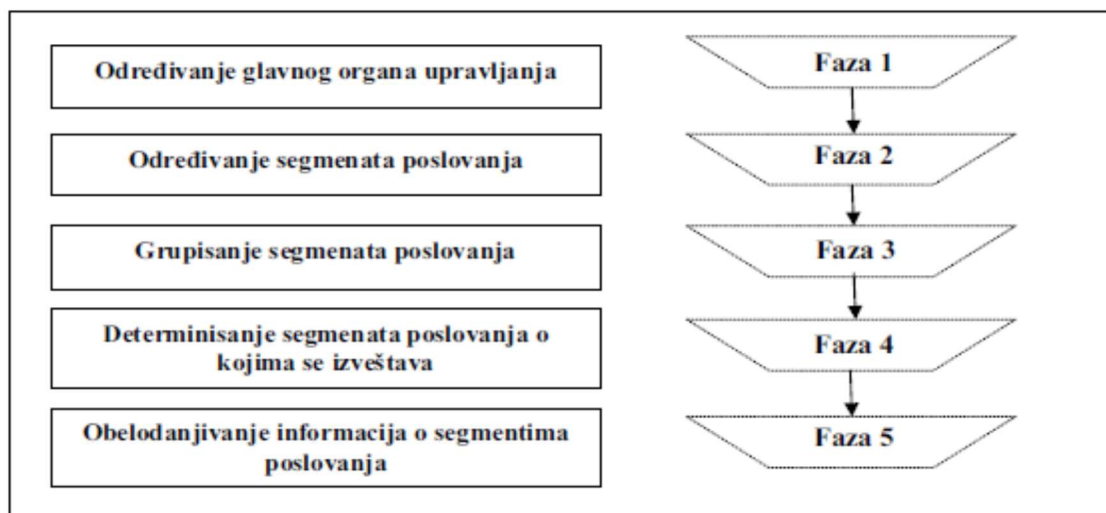 Određivanje glavnog organa upravljanja
Faza 1
Određivanje segmenata poslovanja
Faza 2
Grupisanje segmenata poslovanja
Faza 3
Determinisanje segmenata poslovanja o
kojima se izveštava
Faza 4
Obelodanjivanje informacija o segmentima
poslovanja
Faza 5